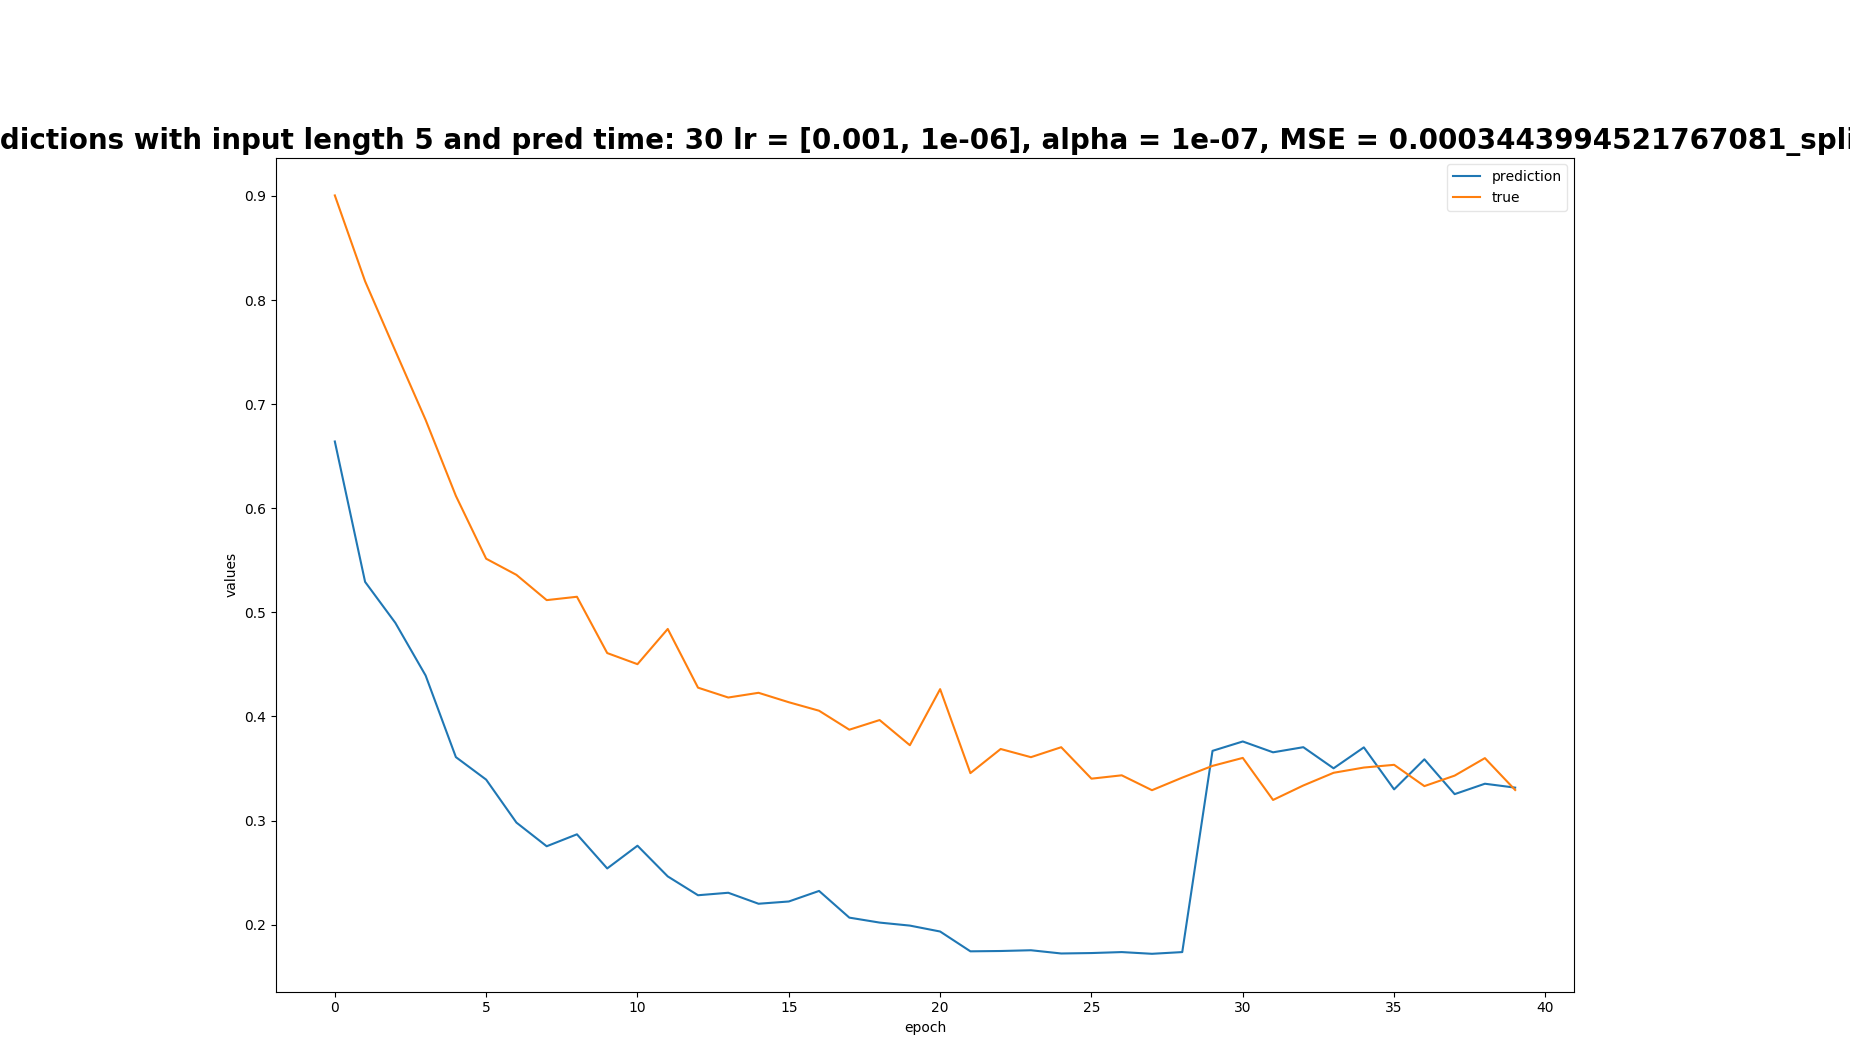 dictions with input length 5 and pred time: 30 lr = [0.001, 1e-06], alpha = 1e-07, MSE = 0.0003443994521767081_spli
prediction
true
0.9
0.8
0.7
0.6
0.5
0.4
0.3
0.2
values
0 5 10 15 20 25 30 35 40
epoch